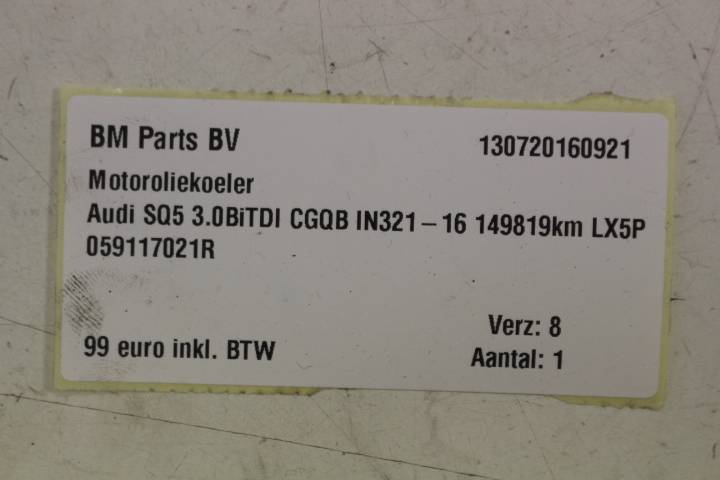 BM Parts BV 130720160921
Motoroliekoeler
Audi SQ5 3.0BiTDI CGQB IN321-16 149819km LX5P
059117021R
Verz: 8
99 euro inkl. BTW Aantal: 1